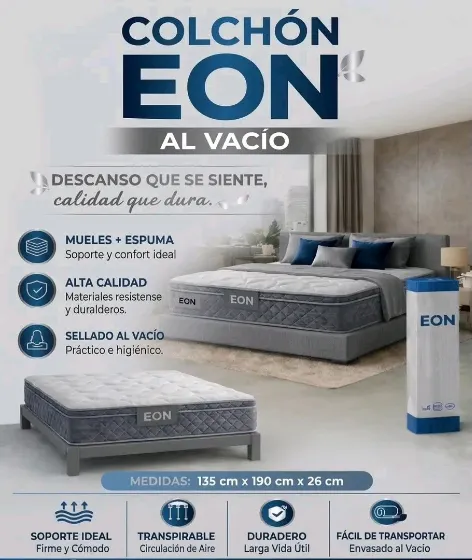 COLCHÓN
EON
AL VACÍO
DESCANSO QUE SE SIENTE,
calidad que dura.
MUELES + ESPUMA
Soporte y confort ideal
ALTA CALIDAD
Materiales resistense
y duralderos.
SELLADO AL VACÍO
Práctico e higiénico.
EON
EON
EON
EON
MEDIDAS: 135 cm x 190 cm x 26 cm
SOPORTE IDEAL
Firme y Cómodo
TRANSPIRABLE
Circulación de Aire
DURADERO
Larga Vida Útil
FÁCIL DE TRANSPORTAR
Envasado al Vacío